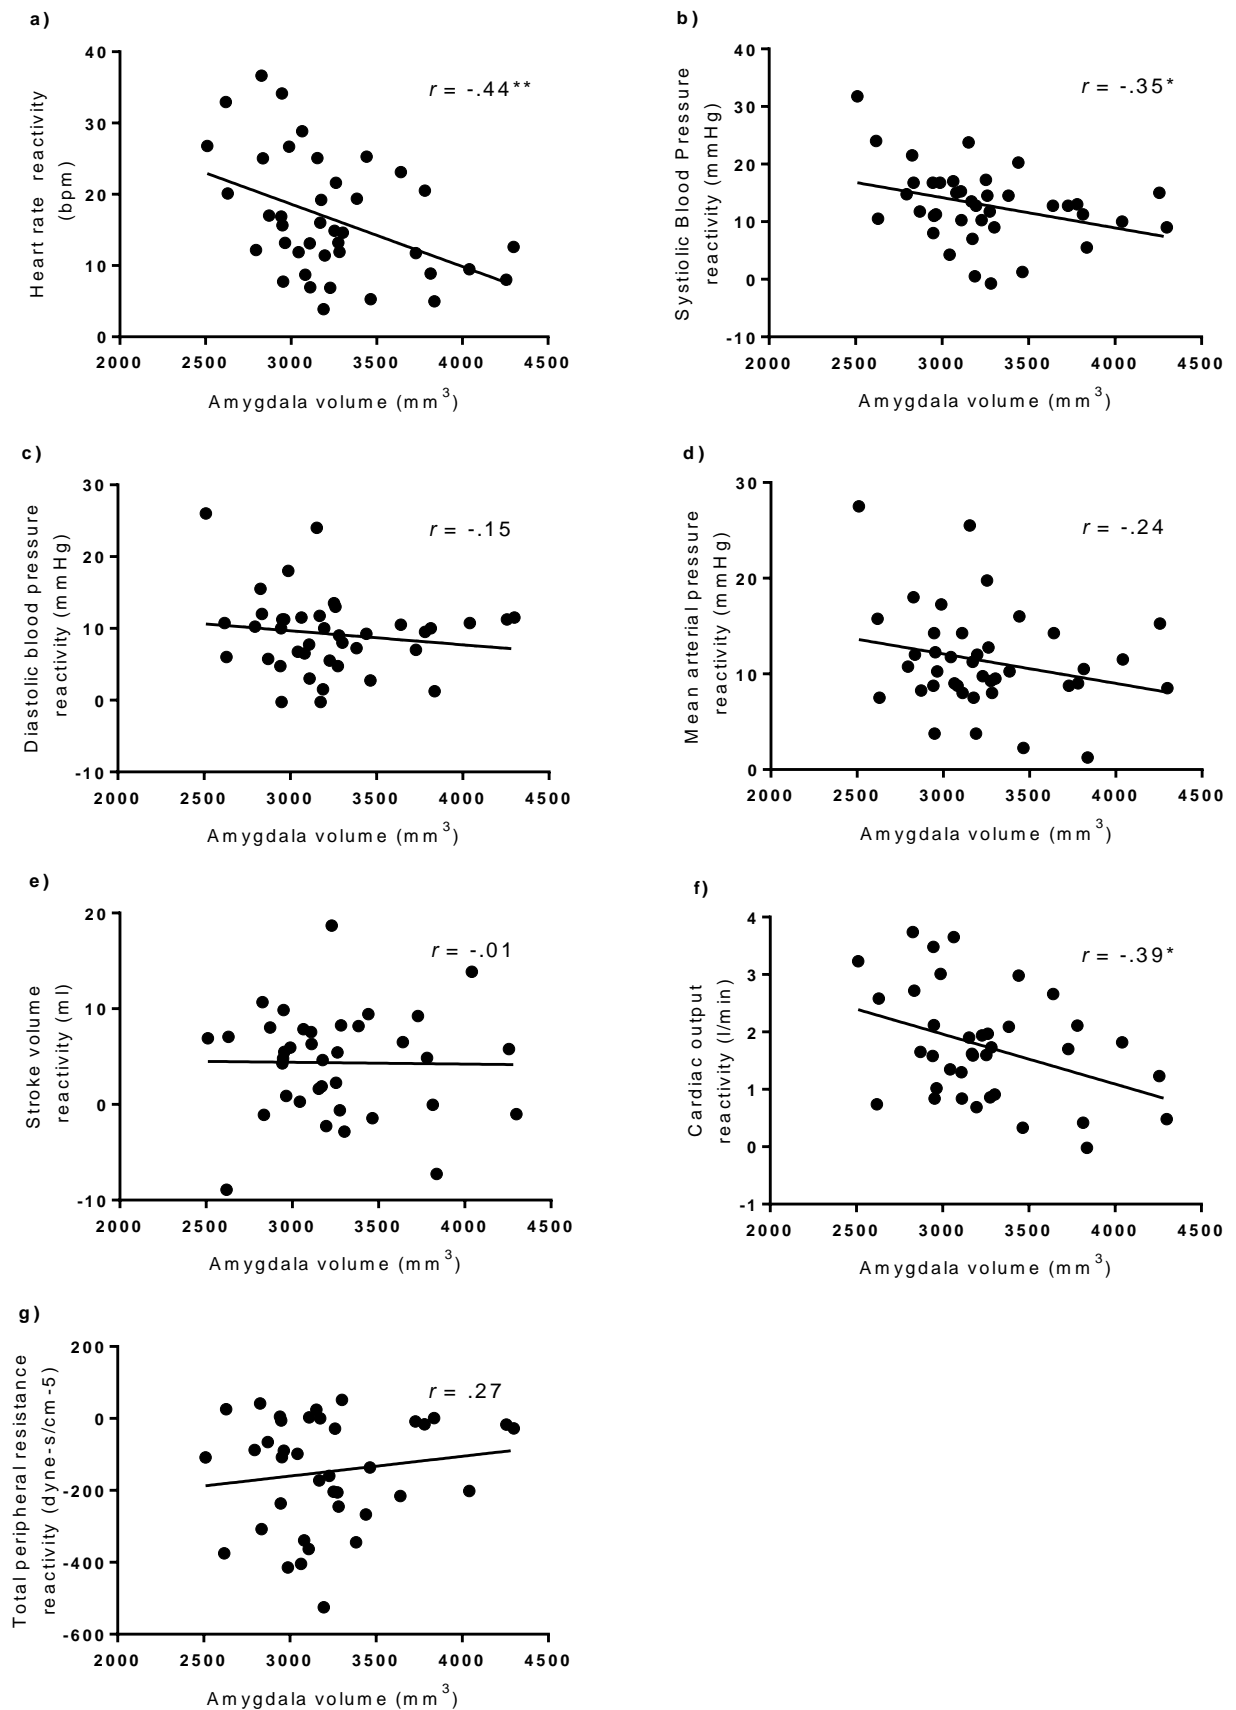 a)
Heart rate reactivity
(bpm)
40
30
20
10
0
r = -.44**
2000 2500 3000 3500 4000 4500
Amygdala volume (mm3)
b)
Systiolic Blood Pressure
reactivity (mmHg)
40
30
20
10
0
-10
r = -.35*
2000 2500 3000 3500 4000 4500
Amygdala volume (mm3)
c)
Diastolic blood pressure
reactivity (mmHg)
30
20
10
0
-10
r = -.15
2000 2500 3000 3500 4000 4500
Amygdala volume (mm3)
d)
Mean arterial pressure
reactivity (mmHg)
30
20
10
0
r = -.24
2000 2500 3000 3500 4000 4500
Amygdala volume (mm3)
e)
Stroke volume
reactivity (ml)
20
10
0
-10
r = -.01
2000 2500 3000 3500 4000 4500
Amygdala volume (mm3)
f)
Cardiac output
reactivity (l/min)
4
3
2
1
0
-1
r = -.39*
2000 2500 3000 3500 4000 4500
Amygdala volume (mm3)
g)
Total peripheral resistance
reactivity (dyne-s/cm-5)
200
0
-200
-400
-600
r = .27
2000 2500 3000 3500 4000 4500
Amygdala volume (mm3)